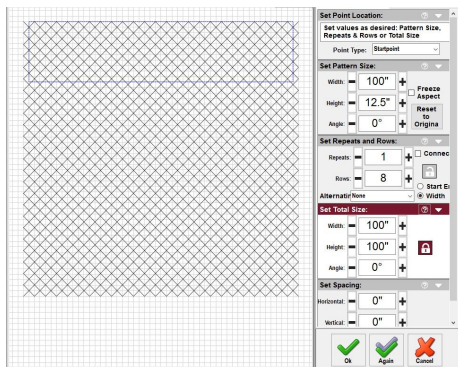 Set Point Location:
Set values as desired: Pattern Size,
Repeats & Rows or Total
Size
Point Type: Startpoint
Set Pattern Size:
Width: 100"
Freeze
Aspect
Height: 12.5"
Reset
to
Origina
Angle: 0°
Set Repeats and Rows:
Repeats: 1
Connec
Rows: 8
Start Er
Alternatir None
Width
Set Total Size:
Width: 100"
Height: 100"
Angle: 0°
Set Spacing:
Horizontal: 0"
Vertical: 0"
Ok Again Cancel